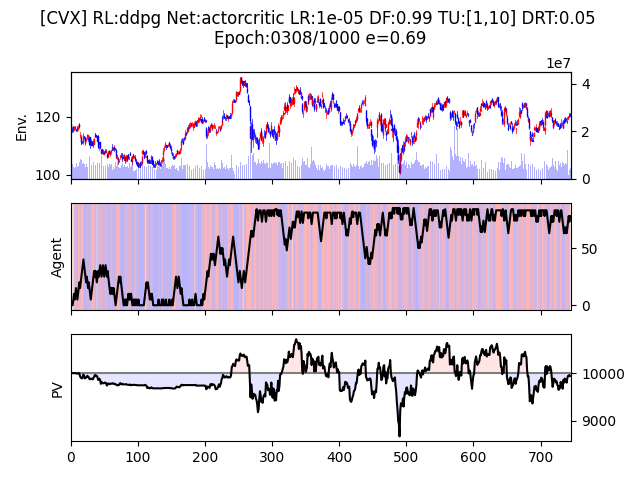 [CVX] RL:ddpg Net:actorcritic LR:1e-05 DF:0.99 TU:[1,10] DRT:0.05
Epoch:0308/1000 e=0.69
1e7
Env.
120
100
4
2
0
Agent
50
0
PV
10000
9000
0 100 200 300 400 500 600 700